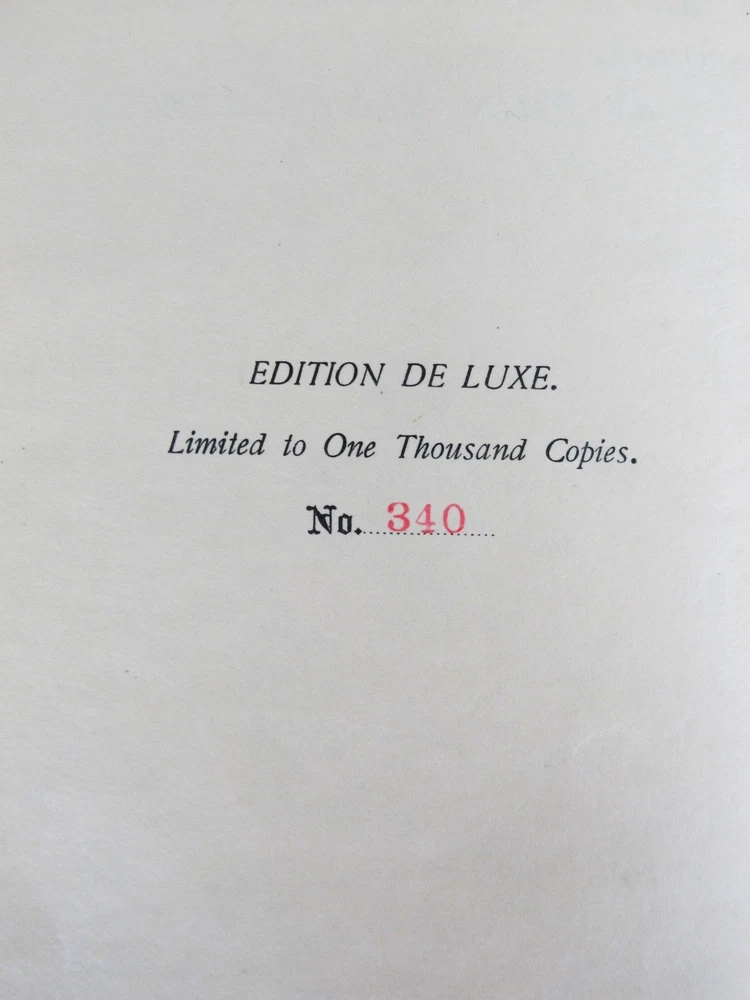 EDITION DE LUXE.
Limited to One Thousand Copies.
No. 340